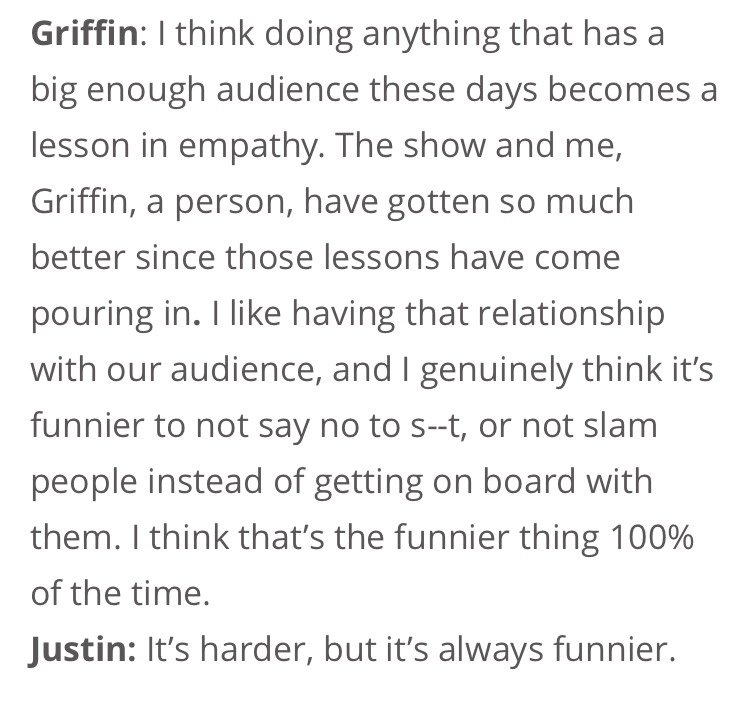 Griffin: I think doing anything that has a
big enough audience these days becomes a
lesson in empathy. The show and me,
Griffin, a person, have gotten so much
better since those lessons have come
pouring in. I like having that relationship
with our audience, and I genuinely think it’s
funnier to not say no to s--t, or not slam
people instead of getting on board with
them. I think that’s the funnier thing 100%
of the time.
Justin: It’s harder, but it’s always funnier.